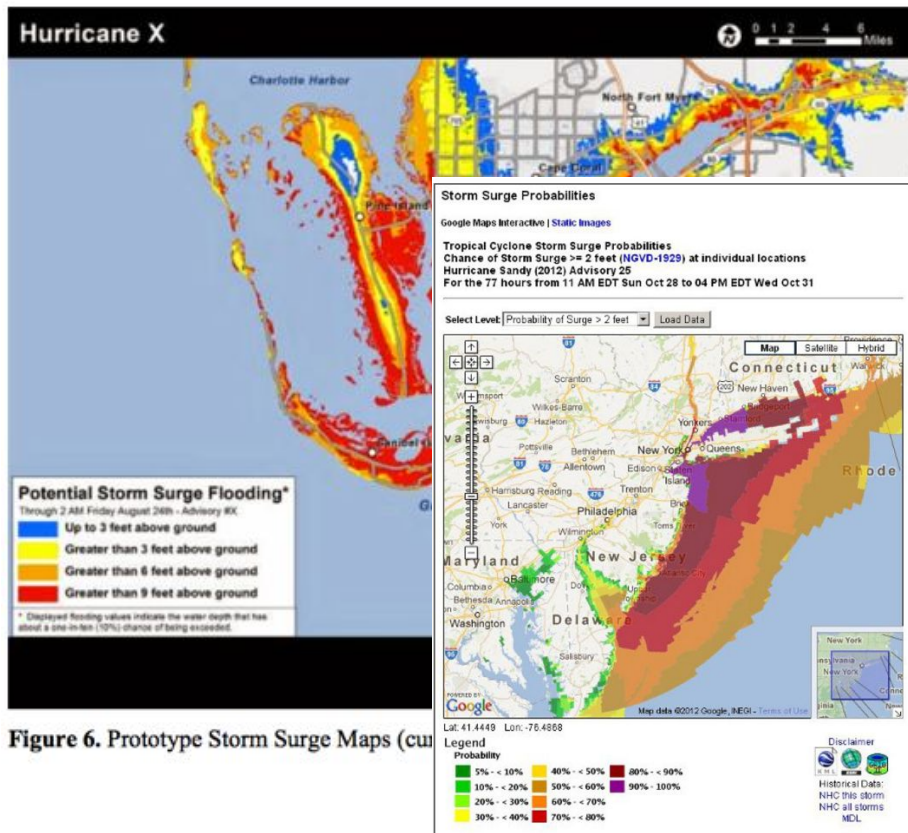 Hurricane X
0 1 2 4 6
Miles
Charlotte Harbor
North Fort Myers
Cape Coral
Pine Island
Potential Storm Surge Flooding*
Through 2 AM Friday August 24th - Advisory #X
Up to 3 feet above ground
Greater than 3 feet above ground
Greater than 6 feet above ground
Greater than 9 feet above ground
* Displayed flooding values indicate the water depth that has
about a one-in-ten (10%) chance of being exceeded.
Figure 6. Prototype Storm Surge Maps (cu
Storm Surge Probabilities
Google Maps Interactive | Static Images
Tropical Cyclone Storm Surge Probabilities
Chance of Storm Surge >= 2 feet (NGVD-1929) at individual locations
Hurricane Sandy (2012) Advisory 25
For the 77 hours from 11 AM EDT Sun Oct 28 to 04 PM EDT Wed Oct 31
Select Level: Probability of Surge > 2 feet Load Data
Map Satellite Hybrid
Connecticut
Scranton
New Haven
Wilkes-Barre
Hazleton
Bridgeport
Stamford
Yonkers
Pottsville
Bethlehem
New York
Queens
Allentown
Edison
Staten Island
Rhode
Harrisburg
Reading
Trenton
Lancaster
York
Philadelphia
Toms
Wilmington
New Jersey
Maryland
Atlantic City
Columbia
Baltimore
Bethesda
Annapolis
Washington
Delaware
Salisbury
New York
New York
POWERED BY
Google
Map data ©2012 Google, INEGI - Terms of Use
Lat: 41.4449 Lon: -76.4868
Legend
Probability
5% - < 10%
10% - < 20%
20% - < 30%
30% - < 40%
40% - < 50%
50% - < 60%
60% - < 70%
70% - < 80%
80% - < 90%
90% - 100%
Disclaimer
KML
Historical Data:
NHC this storm
NHC all storms
MDL